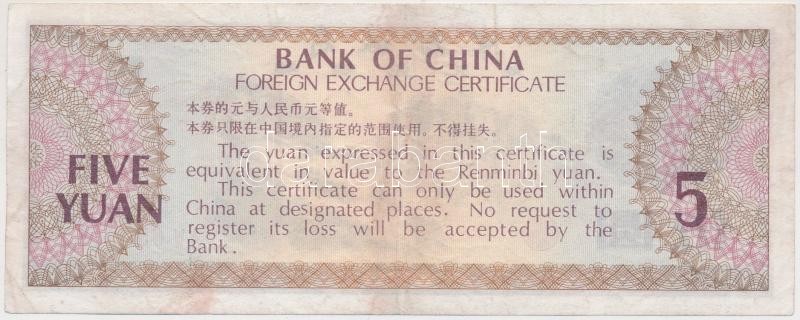 BANK OF CHINA
FOREIGN EXCHANGE CERTIFICATE
本券的元与人民币元等值。
本券只限在中国境内指定的范围使用。不得挂失。
FIVE
YUAN
The yuan expressed in this certificate is
equivalent in value to the Renminbi yuan.
This certificate can only be used within
China at designated places. No request to
register its loss will be accepted by the
Bank.
5
darabanth